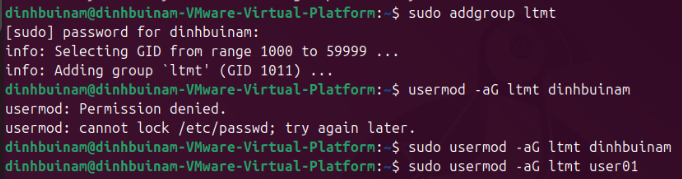 dinhbuinam@dinhbuinam-VMware-Virtual-Platform:~$ sudo addgroup ltmt
[sudo] password for dinhbuinam:
info: Selecting GID from range 1000 to 59999 ...
info: Adding group `ltmt' (GID 1011) ...
dinhbuinam@dinhbuinam-VMware-Virtual-Platform:~$ usermod -aG ltmt dinhbuinam
usermod: Permission denied.
usermod: cannot lock /etc/passwd; try again later.
dinhbuinam@dinhbuinam-VMware-Virtual-Platform:~$ sudo usermod -aG ltmt dinhbuinam
dinhbuinam@dinhbuinam-VMware-Virtual-Platform:~$ sudo usermod -aG ltmt user01